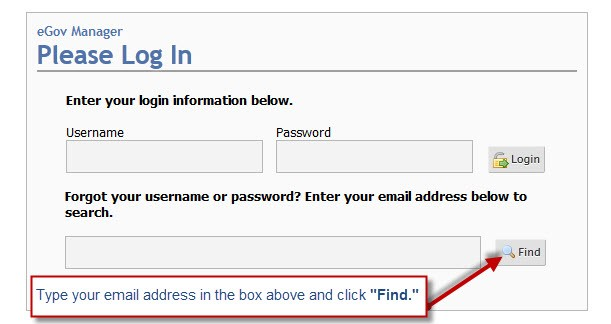 eGov Manager
Please Log In
Enter your login information below.
Username
Password
Login
Forgot your username or password? Enter your email address below to
search.
Find
Type your email address in the box above and click "Find."